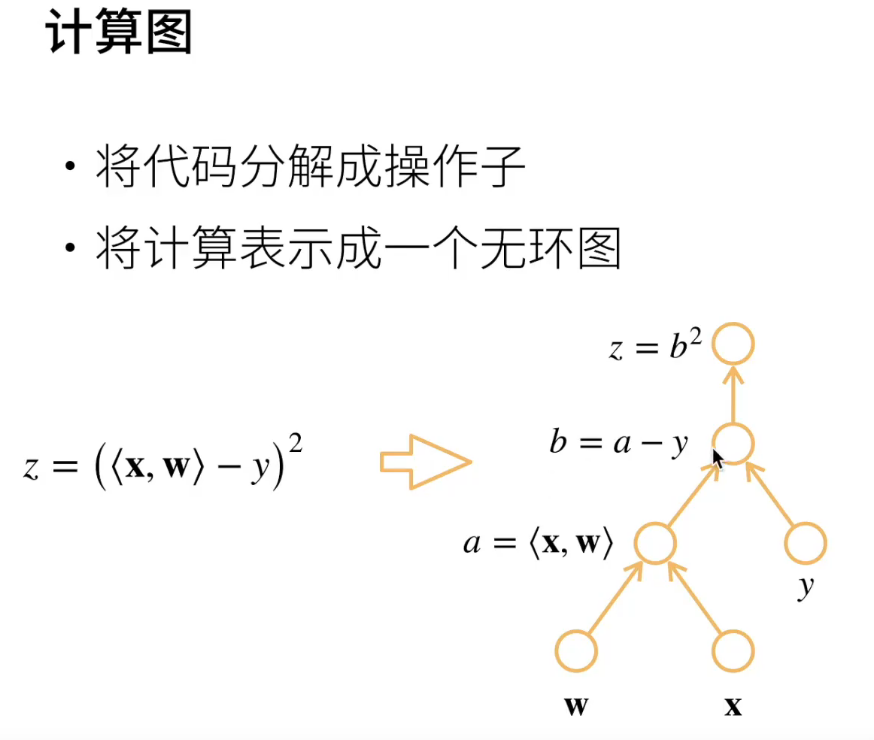 计算图
• 将代码分解成操作子
• 将计算表示成一个无环图
z = b²
b = a − y
z = (⟨x, w⟩ − y)²
a = ⟨x, w⟩
y
w x